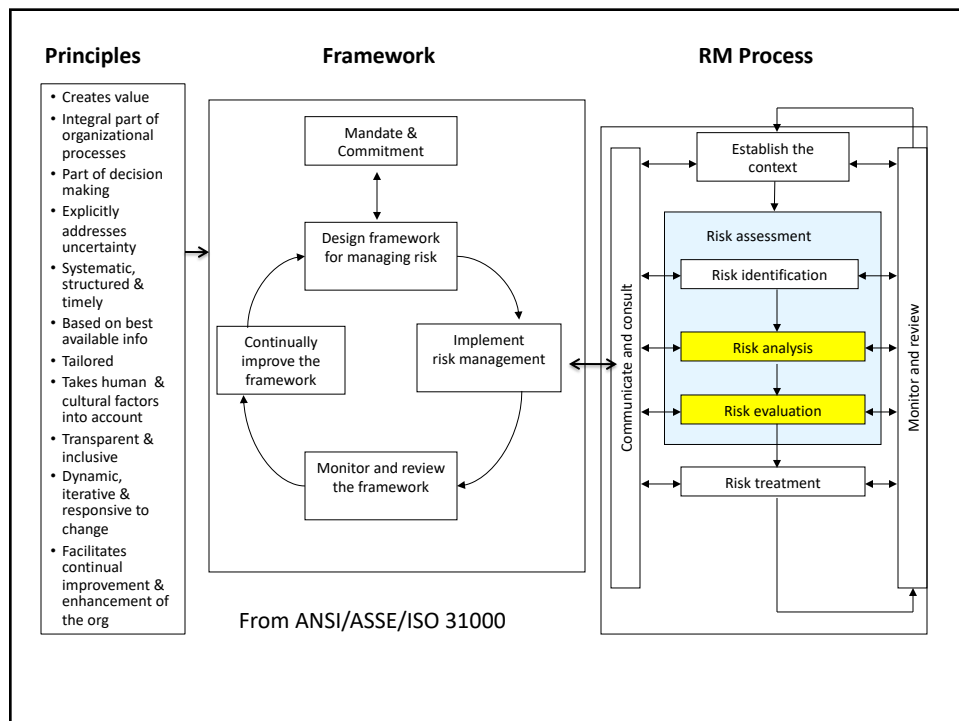 Principles
• Creates value
• Integral part of
organizational
processes
• Part of decision
making
• Explicitly
addresses
uncertainty
• Systematic,
structured &
timely
• Based on best
available info
• Tailored
• Takes human & 
cultural factors
into account
• Transparent &
inclusive
• Dynamic,
iterative &
responsive to
change
• Facilitates
continual
improvement &
enhancement of
the org
Framework
Mandate &
Commitment
Design framework
for managing risk
Implement
risk management
Continually
improve the
framework
Monitor and review
the framework
From ANSI/ASSE/ISO 31000
RM Process
Establish the
context
Risk assessment
Risk identification
Risk analysis
Risk evaluation
Risk treatment
Communicate and consult
Monitor and review